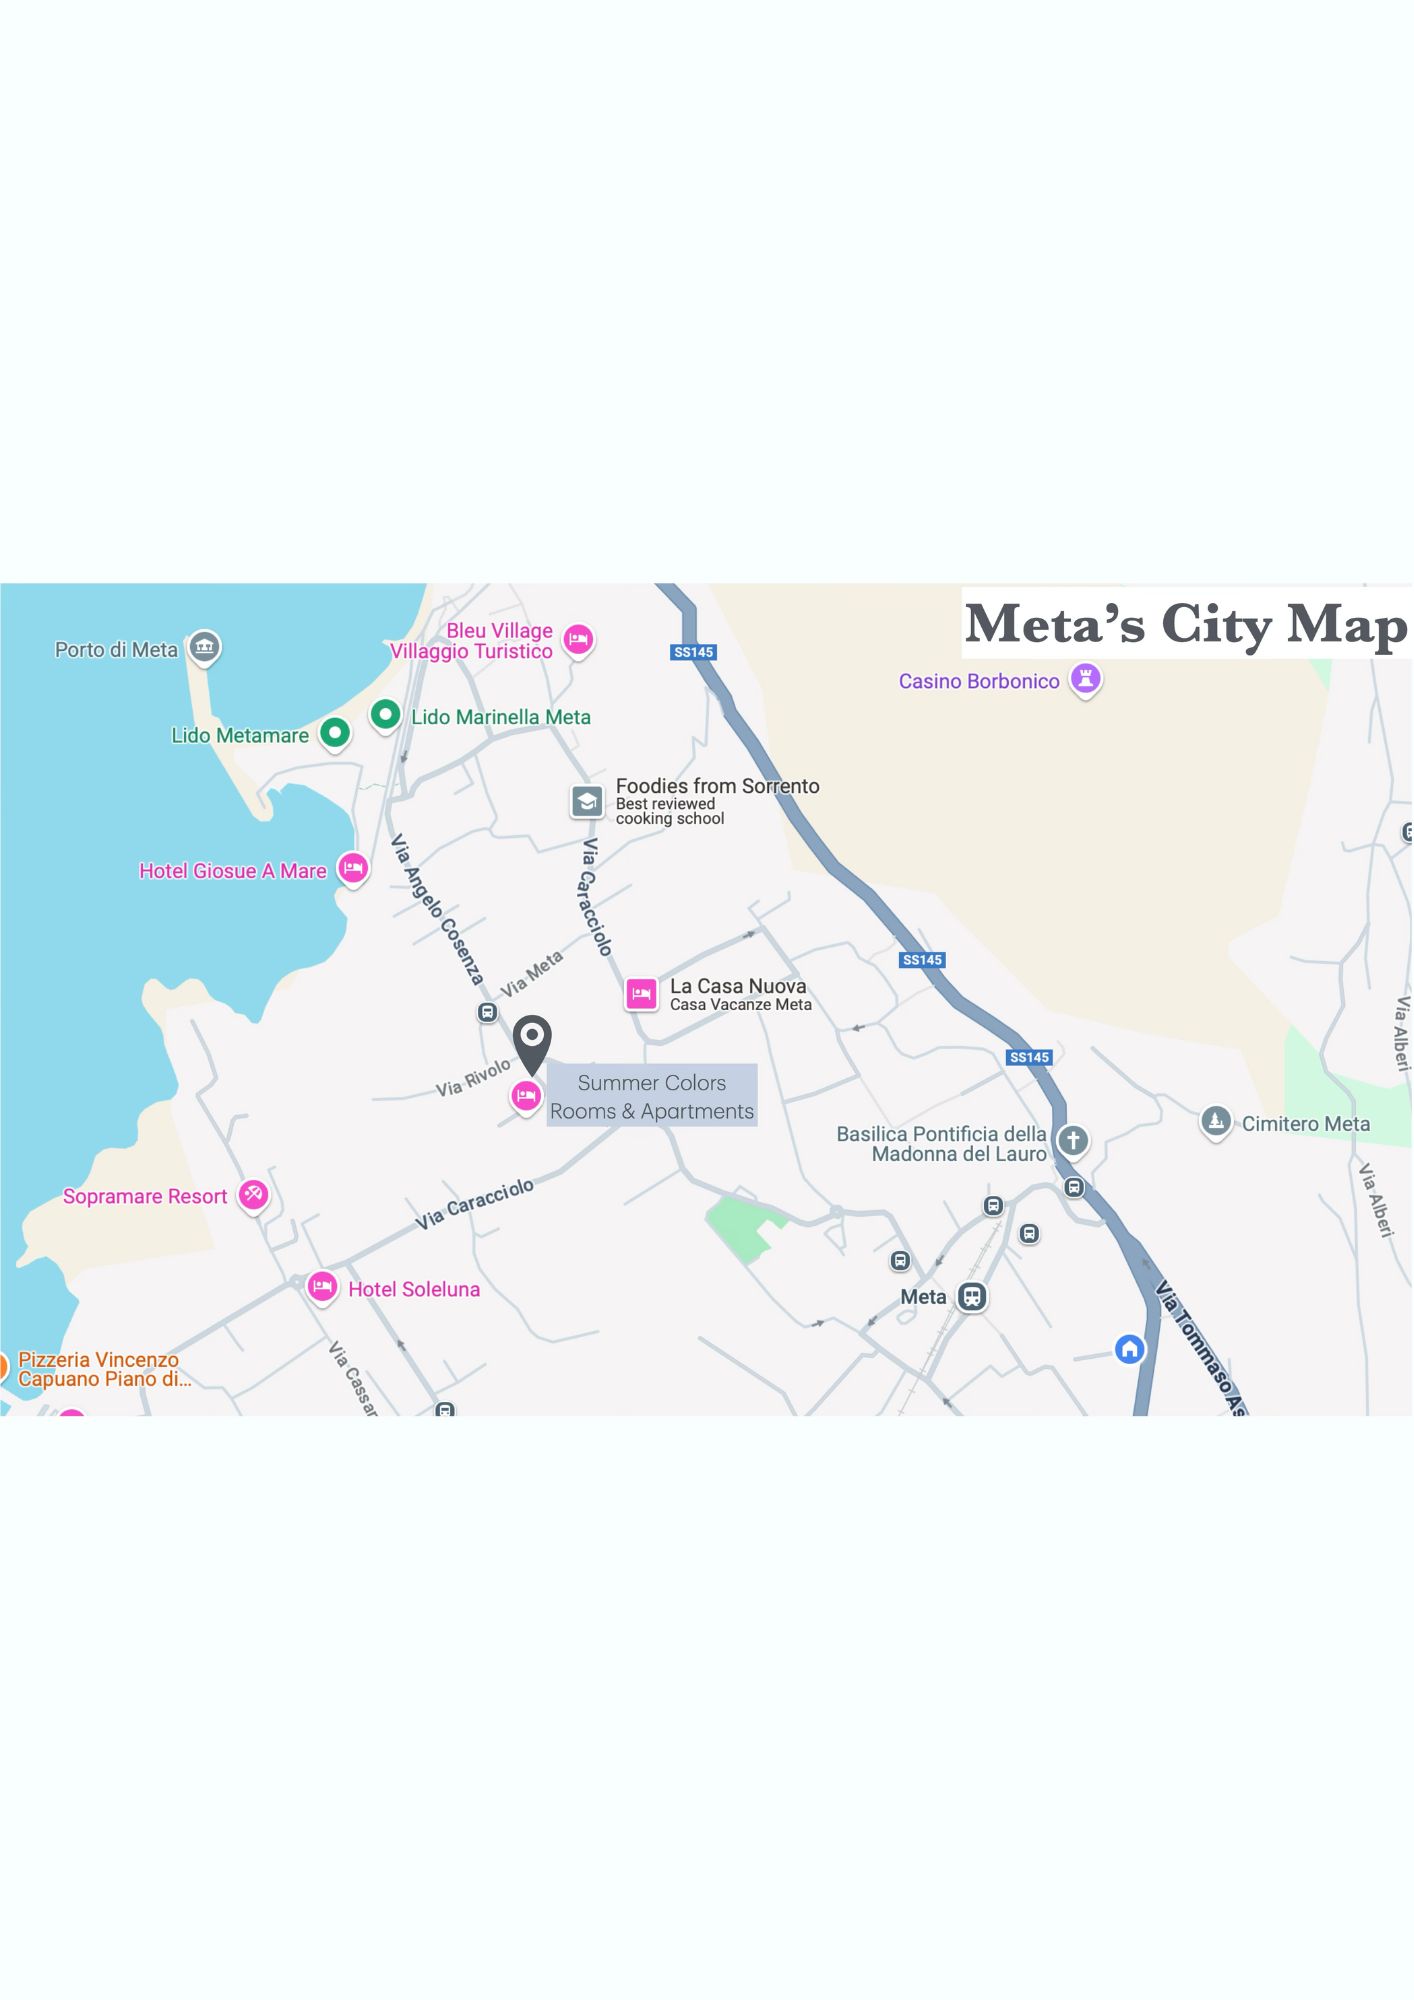 Meta's City Map
Bleu Village
Villaggio Turistico
Porto di Meta
SS145
Casino Borbonico
Lido Marinella Meta
Lido Metamare
Foodies from Sorrento
Best reviewed
cooking school
Hotel Giosue A Mare
Via Angelo Cosenza
Via Caracciolo
SS145
Via Meta
La Casa Nuova
Casa Vacanze Meta
Via Alberi
SS145
Via Rivolo
Summer Colors
Rooms & Apartments
Basilica Pontificia della
Madonna del Lauro
Cimitero Meta
Sopramare Resort
Via Caracciolo
Via Alberi
Hotel Soleluna
Meta
Via Tommaso As
Pizzeria Vincenzo
Capuano Piano di...
Via Cassar